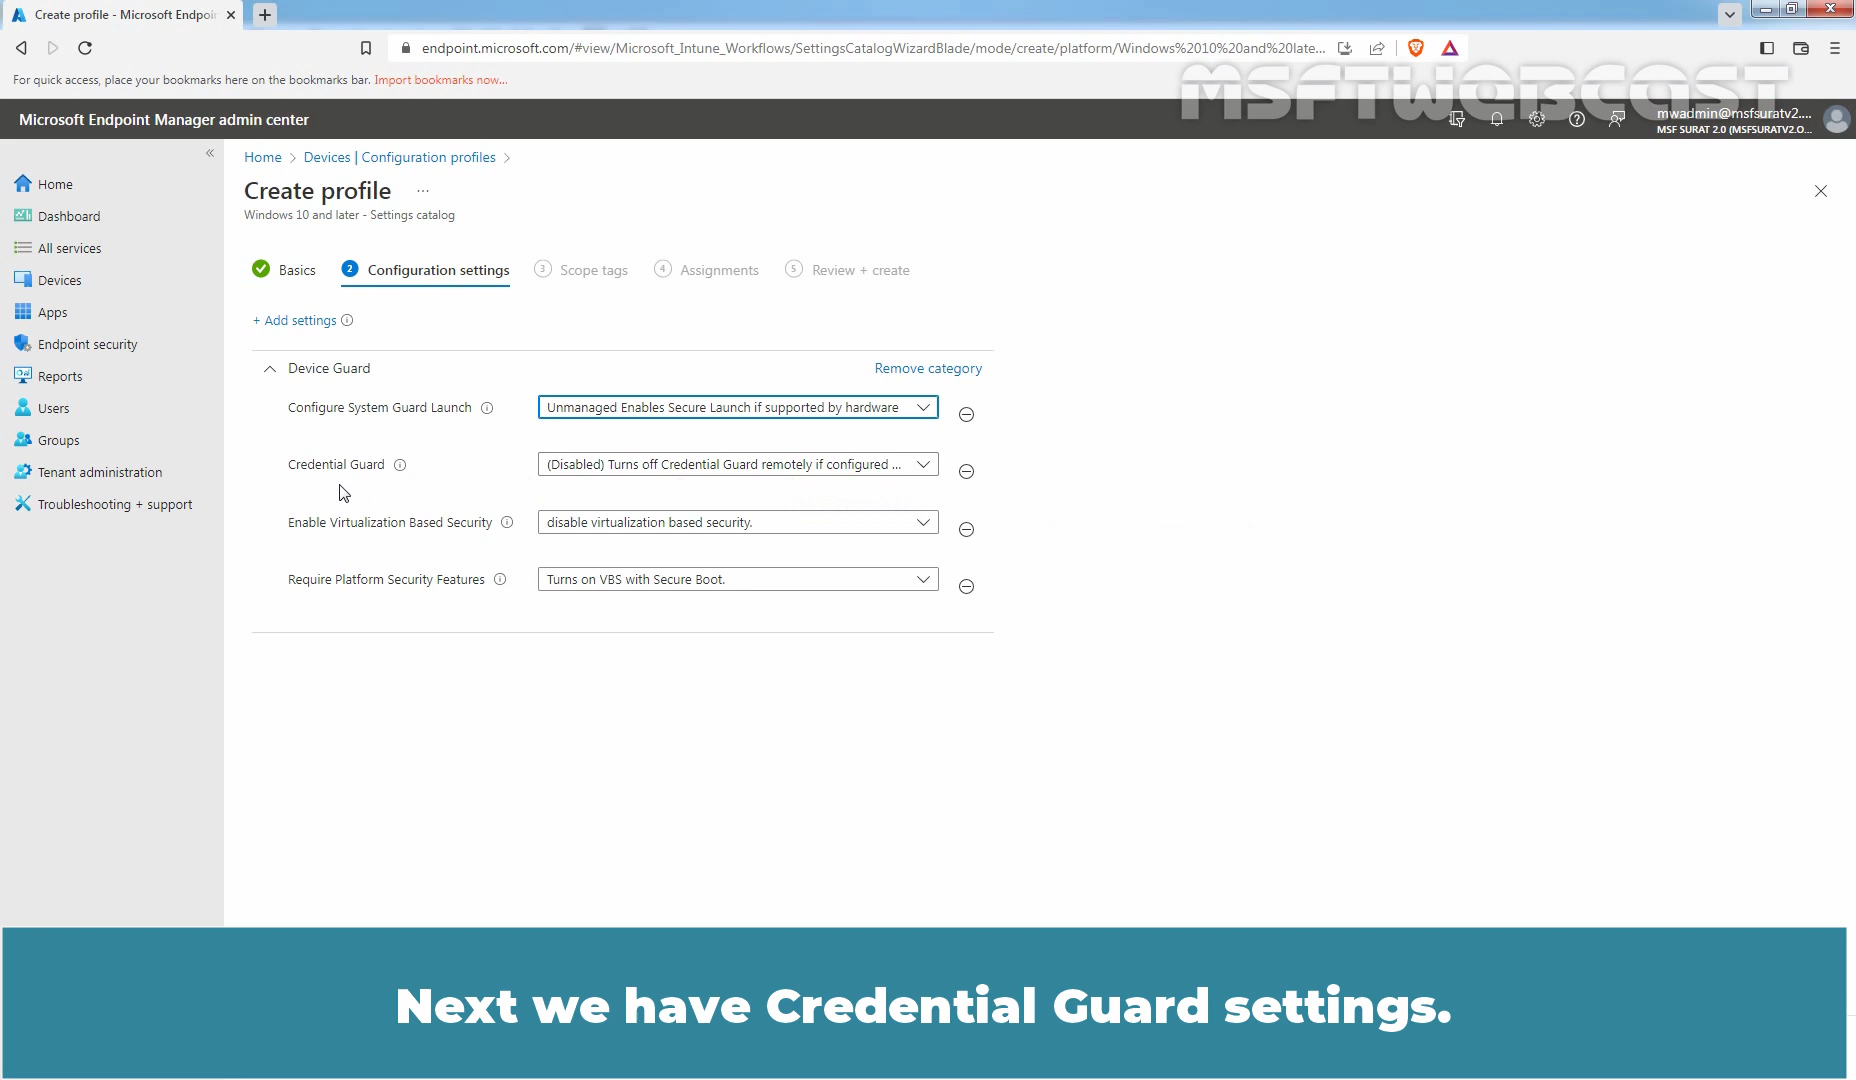 Create profile - Microsoft Endpoin
endpoint.microsoft.com/#view/Microsoft_Intune_Workflows/SettingsCatalogWizardBlade/mode/create/platform/Windows%2010%20and%20late...
For quick access, place your bookmarks here on the bookmarks bar. Import bookmarks now...
MSFTWEBCAST
Microsoft Endpoint Manager admin center
mwadmin@msfsuratv2....
MSF SURAT 2.0 (MSFSURATV2.O...
Home
Dashboard
All services
Devices
Apps
Endpoint security
Reports
Users
Groups
Tenant administration
Troubleshooting + support
Home > Devices | Configuration profiles >
Create profile ...
Windows 10 and later - Settings catalog
Basics
2 Configuration settings
3 Scope tags
4 Assignments
5 Review + create
+ Add settings
Device Guard
Remove category
Configure System Guard Launch
Unmanaged Enables Secure Launch if supported by hardware
Credential Guard
(Disabled) Turns off Credential Guard remotely if configured ...
Enable Virtualization Based Security
disable virtualization based security.
Require Platform Security Features
Turns on VBS with Secure Boot.
Next we have Credential Guard settings.